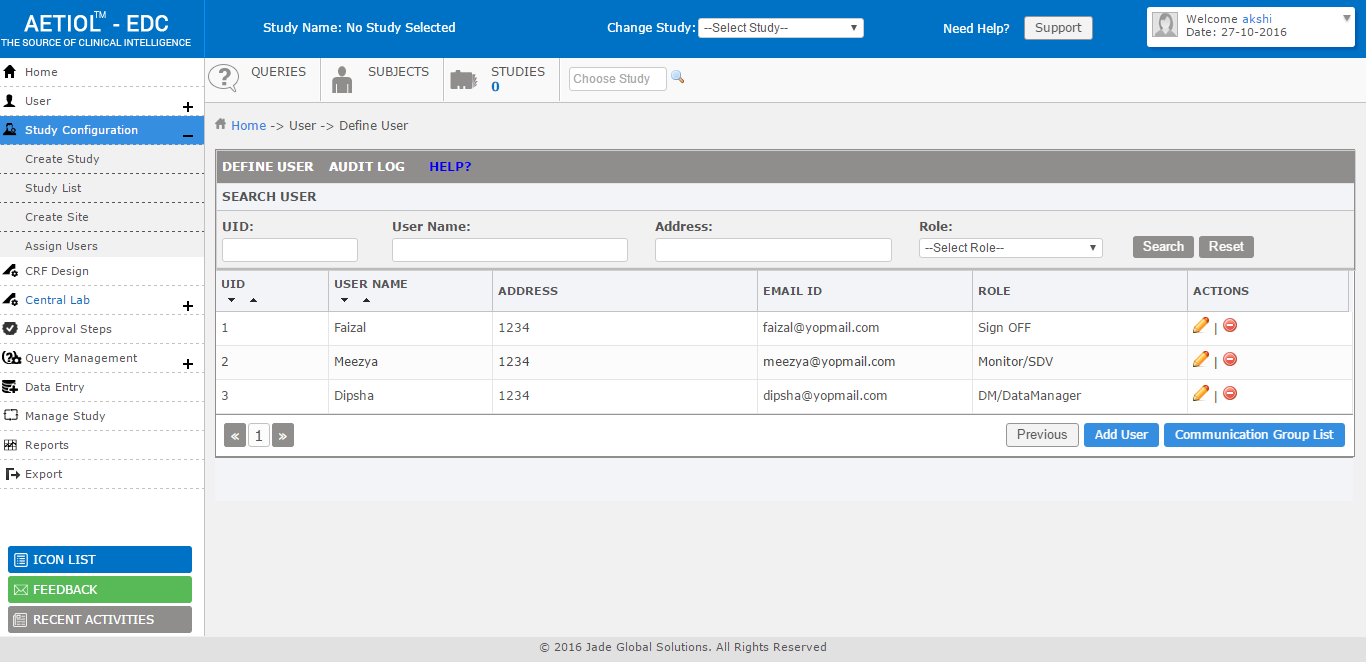 AETIOL™ - EDC
THE SOURCE OF CLINICAL INTELLIGENCE
Study Name: No Study Selected
Change Study: --Select Study--
Need Help? Support
Welcome akshi
Date: 27-10-2016
Home
User
Study Configuration
Create Study
Study List
Create Site
Assign Users
CRF Design
Central Lab
Approval Steps
Query Management
Data Entry
Manage Study
Reports
Export
ICON LIST
FEEDBACK
RECENT ACTIVITIES
QUERIES
SUBJECTS
STUDIES
0
Choose Study
Home -> User -> Define User
DEFINE USER AUDIT LOG HELP?
SEARCH USER
UID: User Name: Address: Role:
--Select Role-- Search Reset
UID USER NAME ADDRESS EMAIL ID ROLE ACTIONS
1 Faizal 1234 faizal@yopmail.com Sign OFF |
2 Meezya 1234 meezya@yopmail.com Monitor/SDV |
3 Dipsha 1234 dipsha@yopmail.com DM/DataManager |
« 1 » Previous Add User Communication Group List
© 2016 Jade Global Solutions. All Rights Reserved